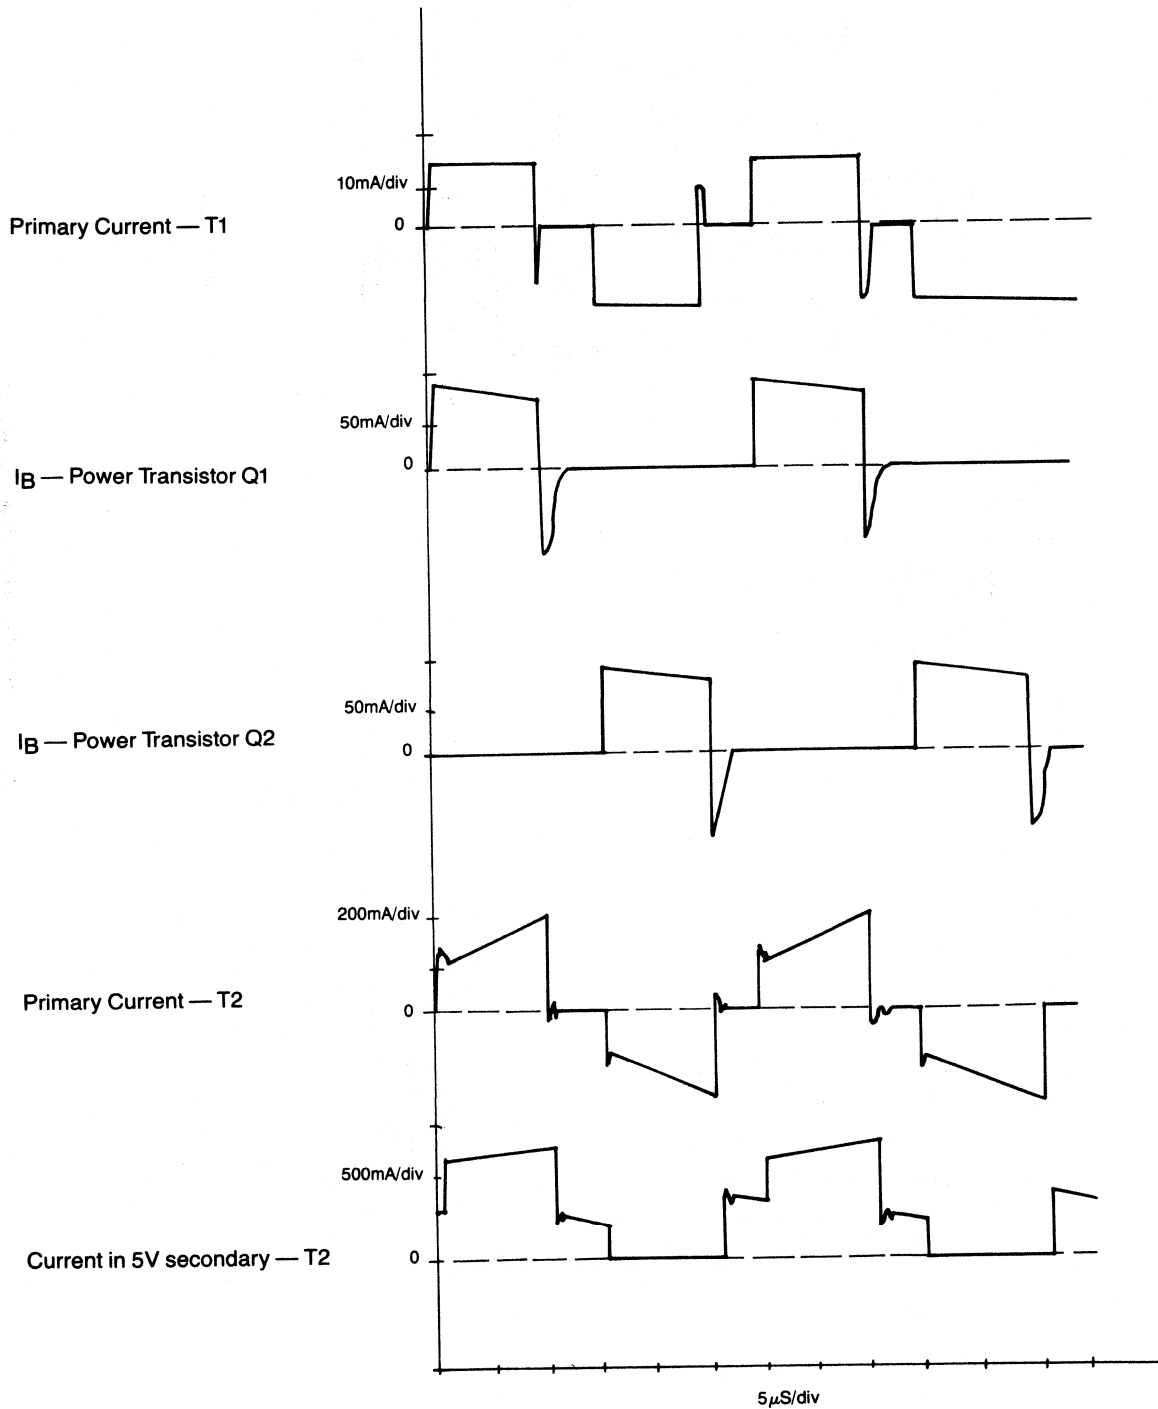 10mA/div
Primary Current — T1
0
50mA/div
0
IB — Power Transistor Q1
50mA/div
IB — Power Transistor Q2
0
200mA/div
Primary Current — T2
0
500mA/div
Current in 5V secondary — T2
0
5µS/div